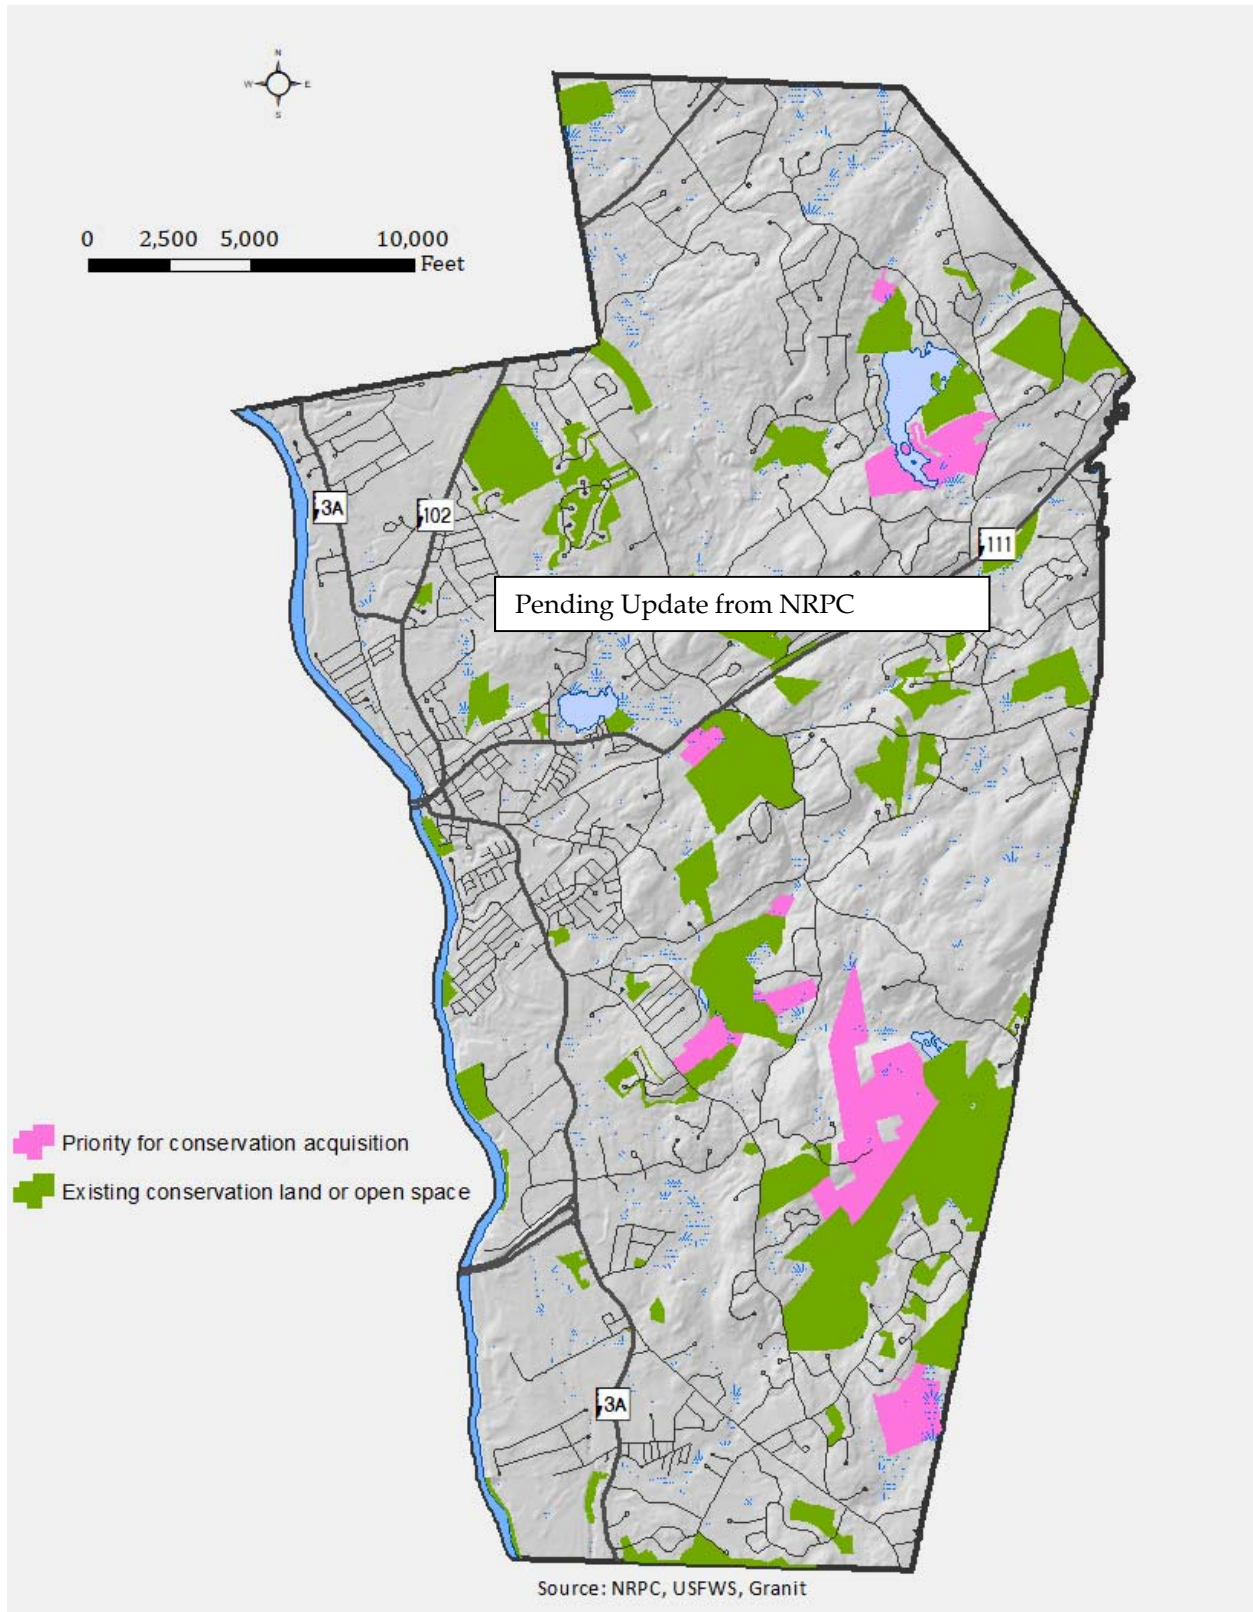 N
W E
S
0 2,500 5,000 10,000
Feet
3A
102
111
Pending Update from NRPC
Priority for conservation acquisition
Existing conservation land or open space
3A
Source: NRPC, USFWS, Granit